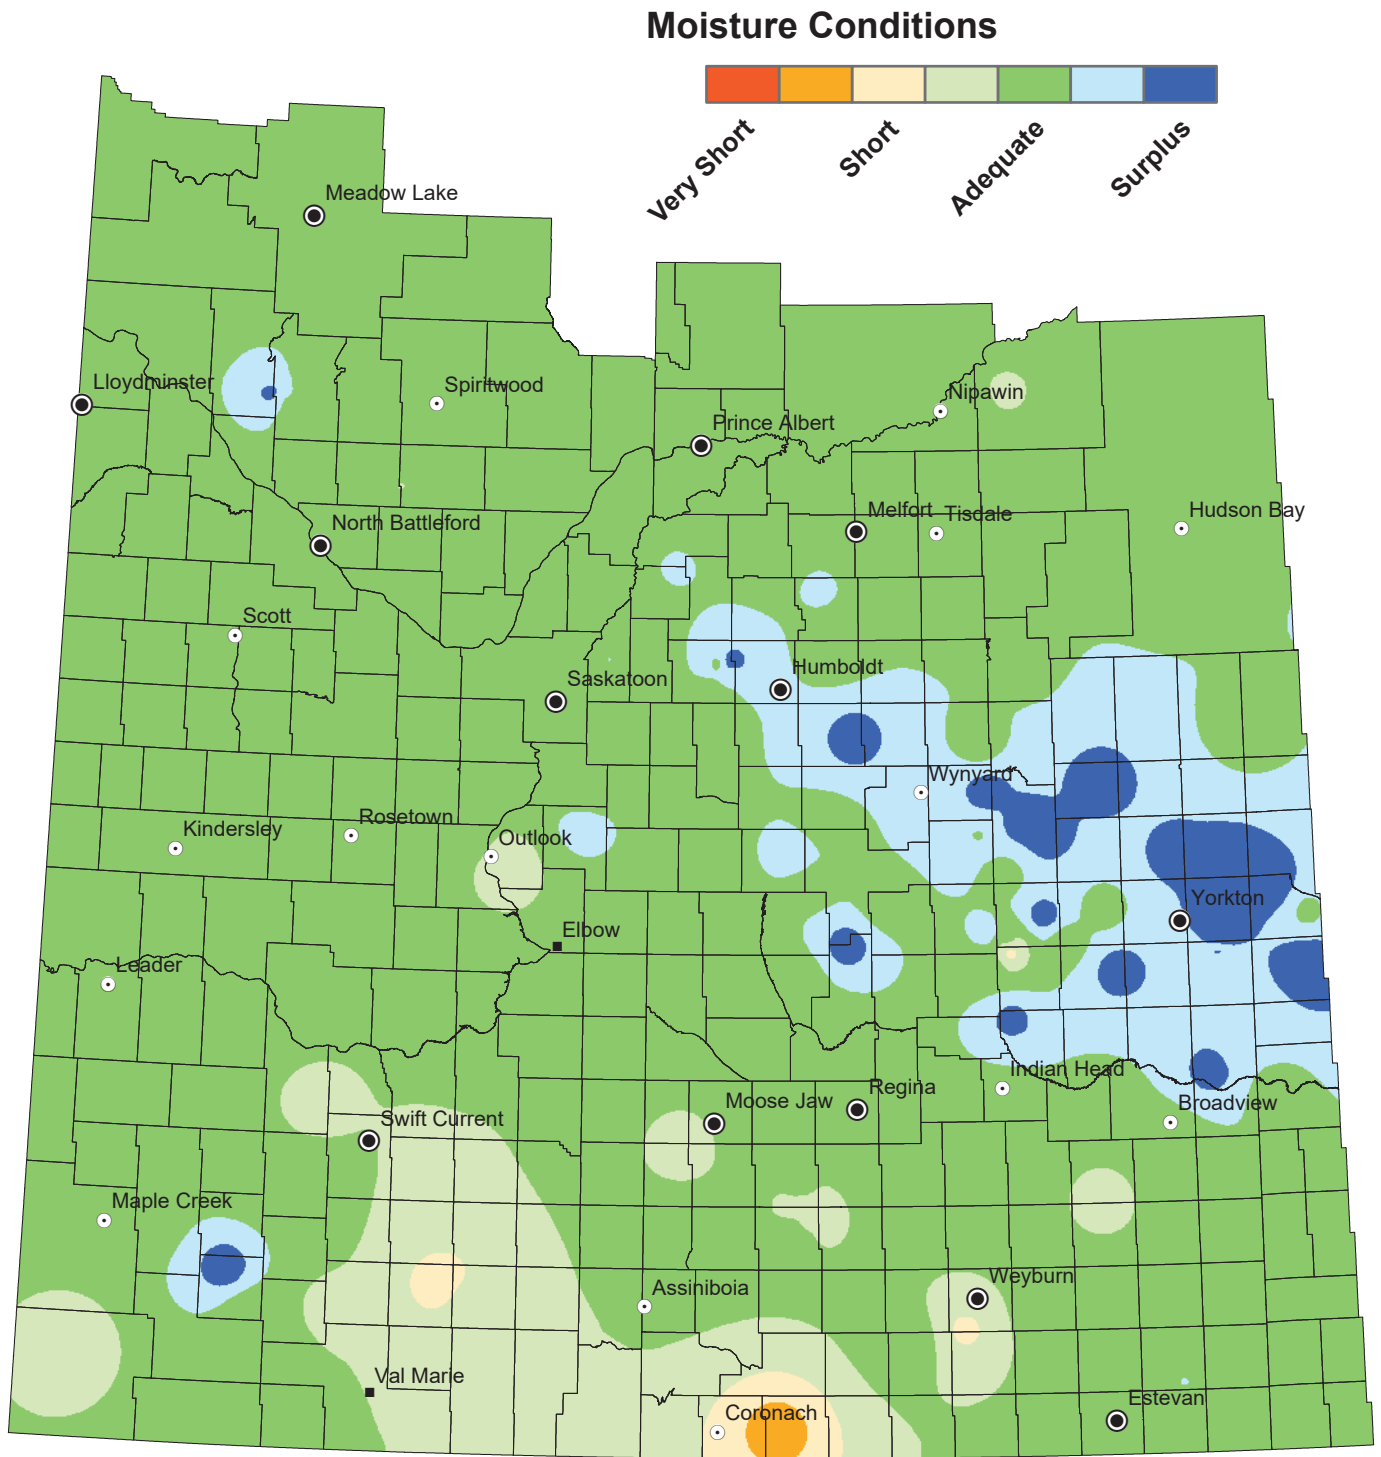 Moisture Conditions
Very Short
Short
Adequate
Surplus
Meadow Lake
Lloydminster
Spiritwood
Nipawin
Prince Albert
Melfort
Tisdale
Hudson Bay
North Battleford
Scott
Humboldt
Saskatoon
Wynyard
Rosetown
Kindersley
Outlook
Yorkton
Elbow
Leader
Indian Head
Regina
Moose Jaw
Broadview
Swift Current
Maple Creek
Weyburn
Assiniboia
Val Marie
Estevan
Coronach